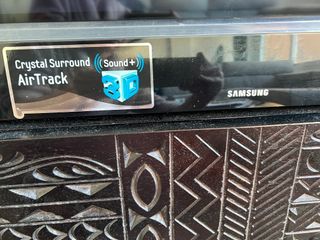 Crystal Surround
AirTrack
Sound+
3D
SAMSUNG